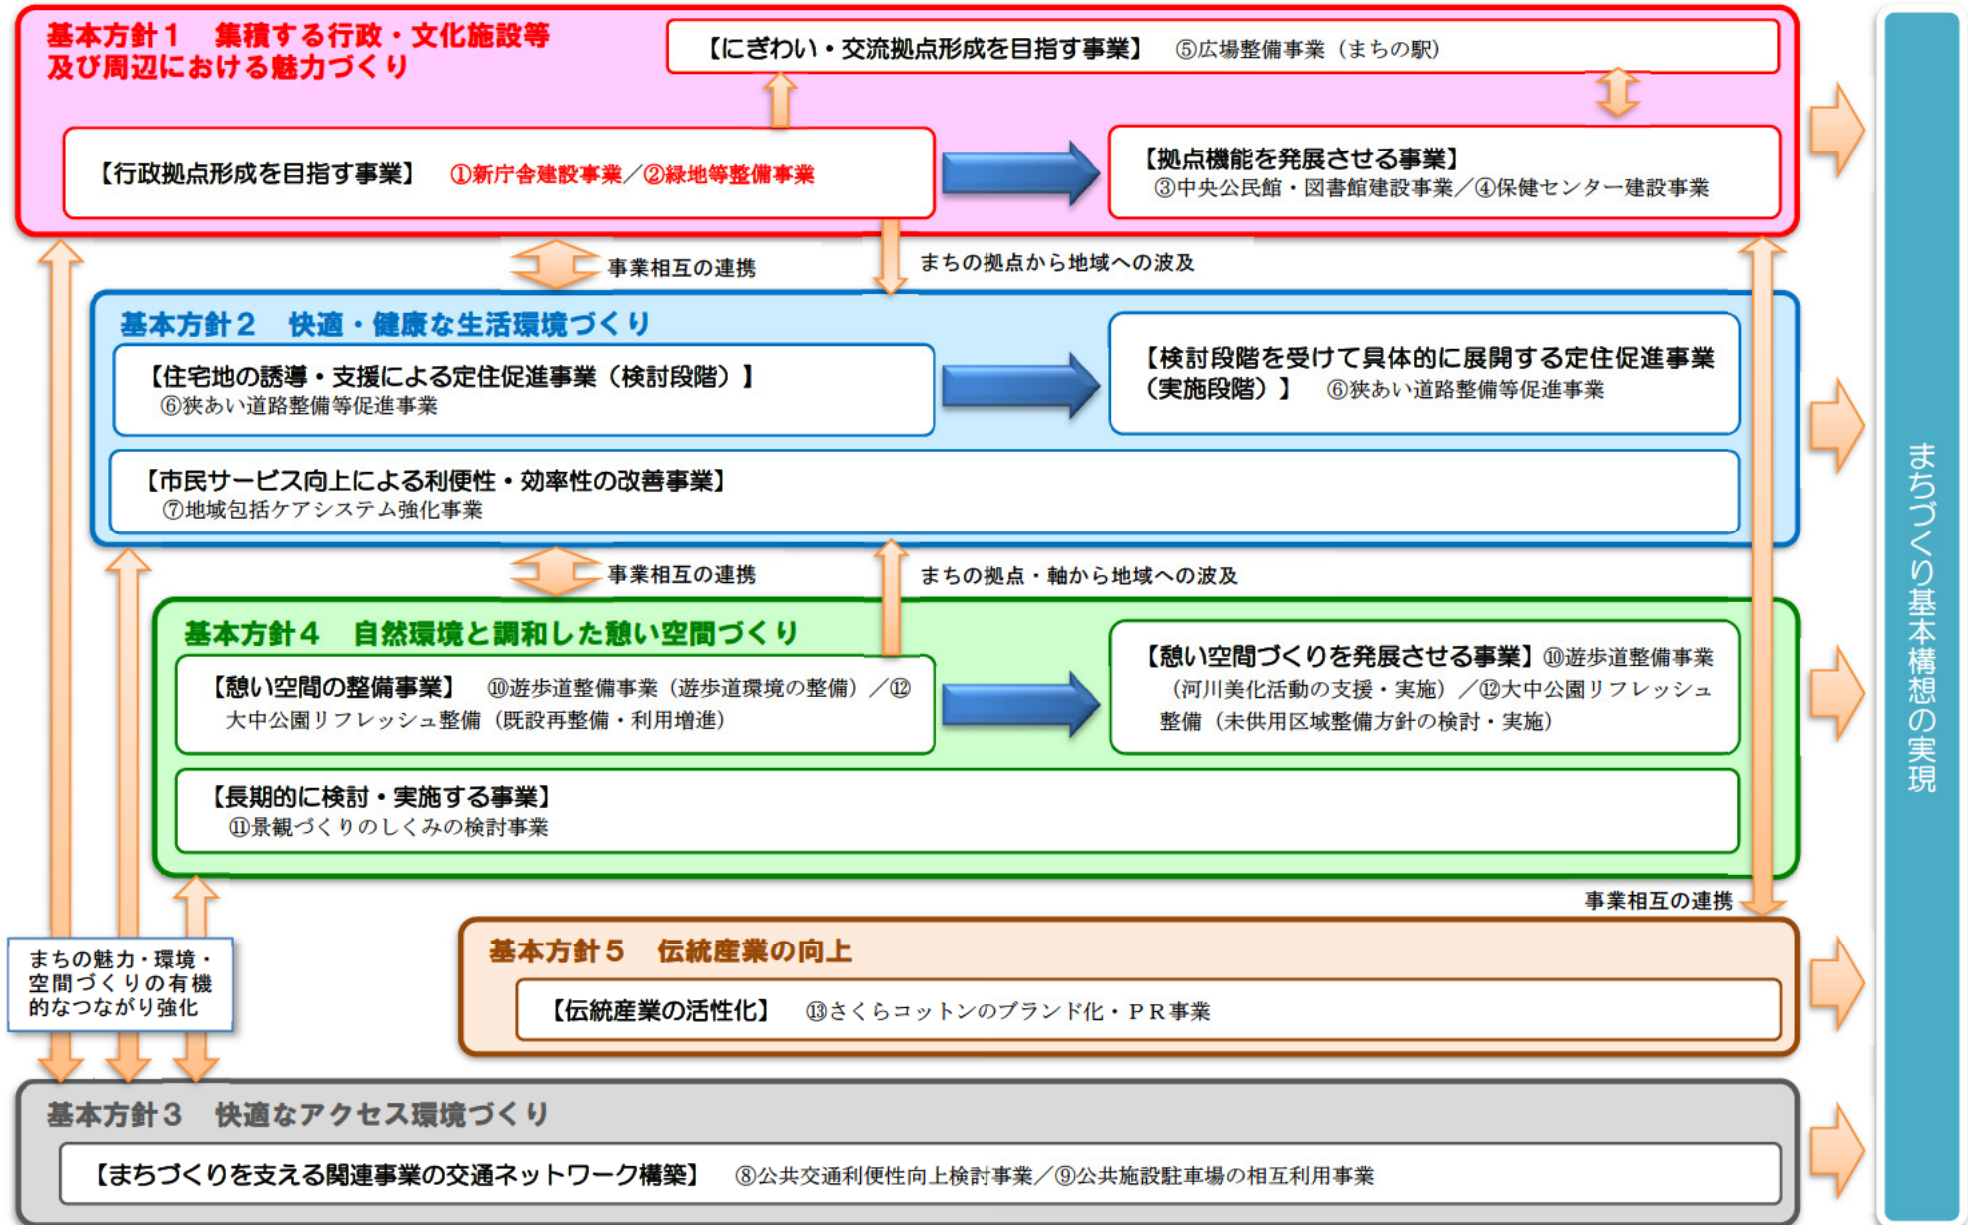 基本方針1　集積する行政・文化施設等
及び周辺における魅力づくり
【にぎわい・交流拠点形成を目指す事業】　⑤広場整備事業（まちの駅）
【行政拠点形成を目指す事業】　①新庁舎建設事業／②緑地等整備事業
【拠点機能を発展させる事業】
③中央公民館・図書館建設事業／④保健センター建設事業
事業相互の連携
まちの拠点から地域への波及
基本方針2　快適・健康な生活環境づくり
【住宅地の誘導・支援による定住促進事業（検討段階）】
⑥狭あい道路整備等促進事業
【検討段階を受けて具体的に展開する定住促進事業
（実施段階）】　⑥狭あい道路整備等促進事業
【市民サービス向上による利便性・効率性の改善事業】
⑦地域包括ケアシステム強化事業
事業相互の連携
まちの拠点・軸から地域への波及
基本方針4　自然環境と調和した憩い空間づくり
【憩い空間の整備事業】　⑩遊歩道整備事業（遊歩道環境の整備）／⑫
大中公園リフレッシュ整備（既設再整備・利用増進）
【憩い空間づくりを発展させる事業】⑩遊歩道整備事業
（河川美化活動の支援・実施）／⑫大中公園リフレッシュ
整備（未供用区域整備方針の検討・実施）
【長期的に検討・実施する事業】
⑪景観づくりのしくみの検討事業
事業相互の連携
まちの魅力・環境・
空間づくりの有機
的なつながり強化
基本方針5　伝統産業の向上
【伝統産業の活性化】　⑬さくらコットンのブランド化・ＰＲ事業
基本方針3　快適なアクセス環境づくり
【まちづくりを支える関連事業の交通ネットワーク構築】　⑧公共交通利便性向上検討事業／⑨公共施設駐車場の相互利用事業
まちづくり基本構想の実現